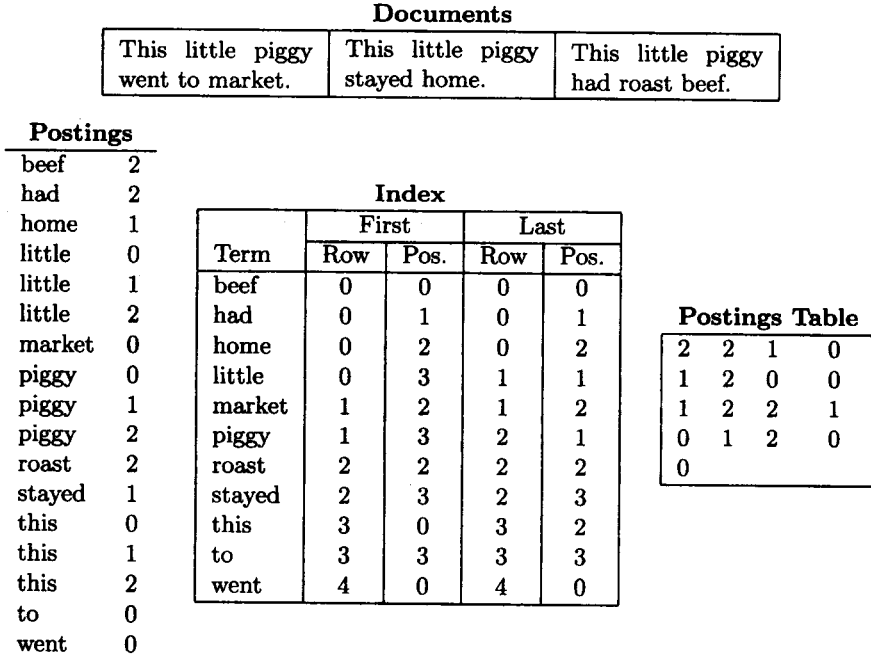 Documents
This little piggy went to market.
This little piggy stayed home.
This little piggy had roast beef.
Postings
beef 2
had 2
home 1
little 0
little 1
little 2
market 0
piggy 0
piggy 1
piggy 2
roast 2
stayed 1
this 0
this 1
this 2
to 0
went 0
Index
First Last
Term Row Pos. Row Pos.
beef 0 0 0 0
had 0 1 0 1
home 0 2 0 2
little 0 3 1 1
market 1 2 1 2
piggy 1 3 2 1
roast 2 2 2 2
stayed 2 3 2 3
this 3 0 3 2
to 3 3 3 3
went 4 0 4 0
Postings Table
2 2 1 0
1 2 0 0
1 2 2 1
0 1 2 0
0